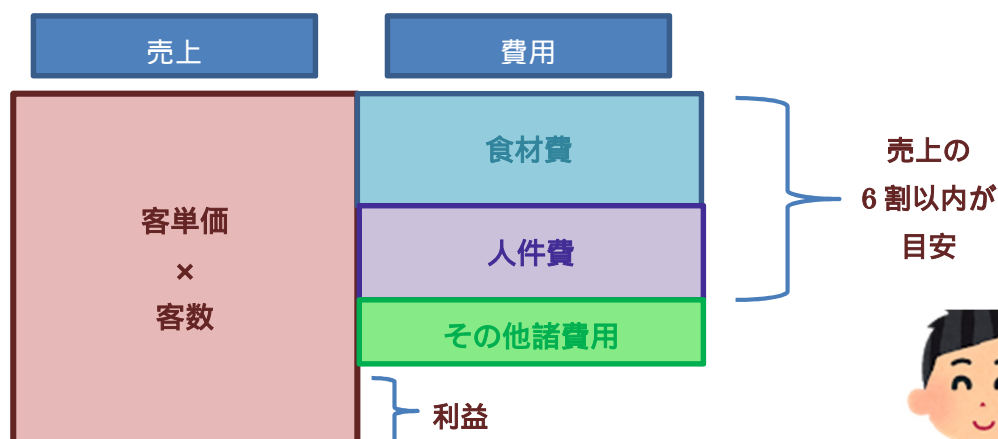 売上
費用
客単価
×
客数
食材費
人件費
その他諸費用
利益
売上の
6割以内が
目安